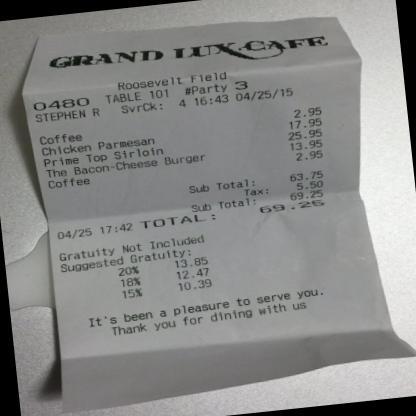 GRAND LUX CAFE
Roosevelt Field
0480 TABLE 101 #Party 3
STEPHEN R SvrCk: 4 16:43 04/25/15
Coffee 2.95
Chicken Parmesan 17.95
Prime Top Sirloin 25.95
The Bacon-Cheese Burger 13.95
Coffee 2.95
Sub Total: 63.75
Tax: 5.50
Sub Total: 69.25
04/25 17:42 TOTAL: 69.25
Gratuity Not Included
Suggested Gratuity:
20% 13.85
18% 12.47
15% 10.39
It's been a pleasure to serve you.
Thank you for dining with us